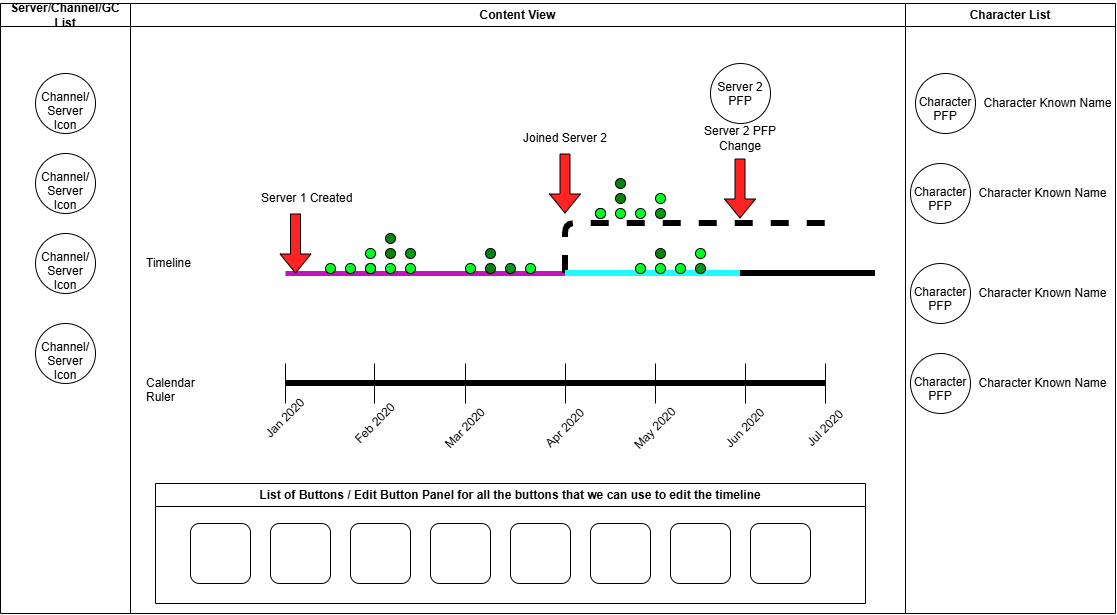 Server/Channel/GC
List
Content View
Character List
Channel/
Server
Icon
Channel/
Server
Icon
Channel/
Server
Icon
Channel/
Server
Icon
Server 2
PFP
Server 2 PFP
Change
Joined Server 2
Server 1 Created
Timeline
Calendar
Ruler
Jan 2020
Feb 2020
Mar 2020
Apr 2020
May 2020
Jun 2020
Jul 2020
List of Buttons / Edit Button Panel for all the buttons that we can use to edit the timeline
Character
PFP
Character Known Name
Character
PFP
Character Known Name
Character
PFP
Character Known Name
Character
PFP
Character Known Name